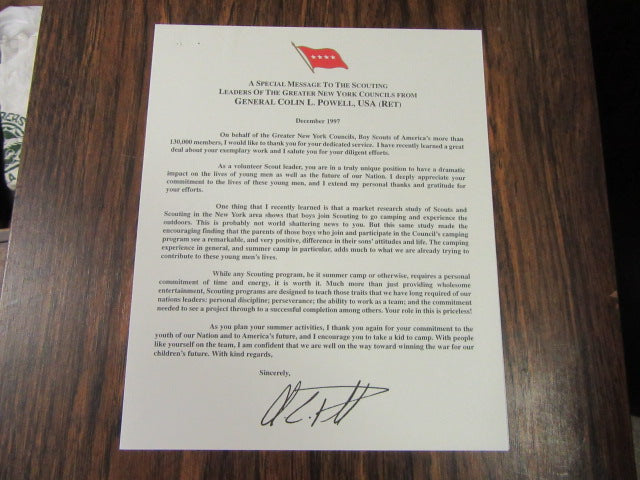 A SPECIAL MESSAGE TO THE SCOUTING
LEADERS OF THE GREATER NEW YORK COUNCILS FROM
GENERAL COLIN L. POWELL, USA (RET)
December 1997
On behalf of the Greater New York Councils, Boy Scouts of America's more than
130,000 members, I would like to thank you for your dedicated service. I have recently learned a great
deal about your exemplary work and I salute you for your diligent efforts.
As a volunteer Scout leader, you are in a truly unique position to have a dramatic
impact on the lives of young men as well as the future of our Nation. I deeply appreciate your
commitment to the lives of these young men, and I extend my personal thanks and gratitude for
your efforts.
One thing that I recently learned is that a market research study of Scouts and
Scouting in the New York area shows that boys join Scouting to go camping and experience the
outdoors. This is probably not world shattering news to you. But this same study made the
encouraging finding that the parents of those boys who join and participate in the Council's camping
program see a remarkable, and very positive, difference in their sons' attitudes and life. The camping
experience in general, and summer camp in particular, adds much to what we are already trying to
contribute to these young men's lives.
While any Scouting program, be it summer camp or otherwise, requires a personal
commitment of time and energy, it is worth it. Much more than just providing wholesome
entertainment, Scouting programs are designed to teach those traits that we have long required of our
nations leaders: personal discipline; perseverance; the ability to work as a team; and the commitment
needed to see a project through to a successful completion among others. Your role in this is priceless!
As you plan your summer activities, I thank you again for your commitment to the
youth of our Nation and to America's future, and I encourage you to take a kid to camp. With people
like yourself on the team, I am confident that we are well on the way toward winning the war for our
children's future. With kind regards,
Sincerely,